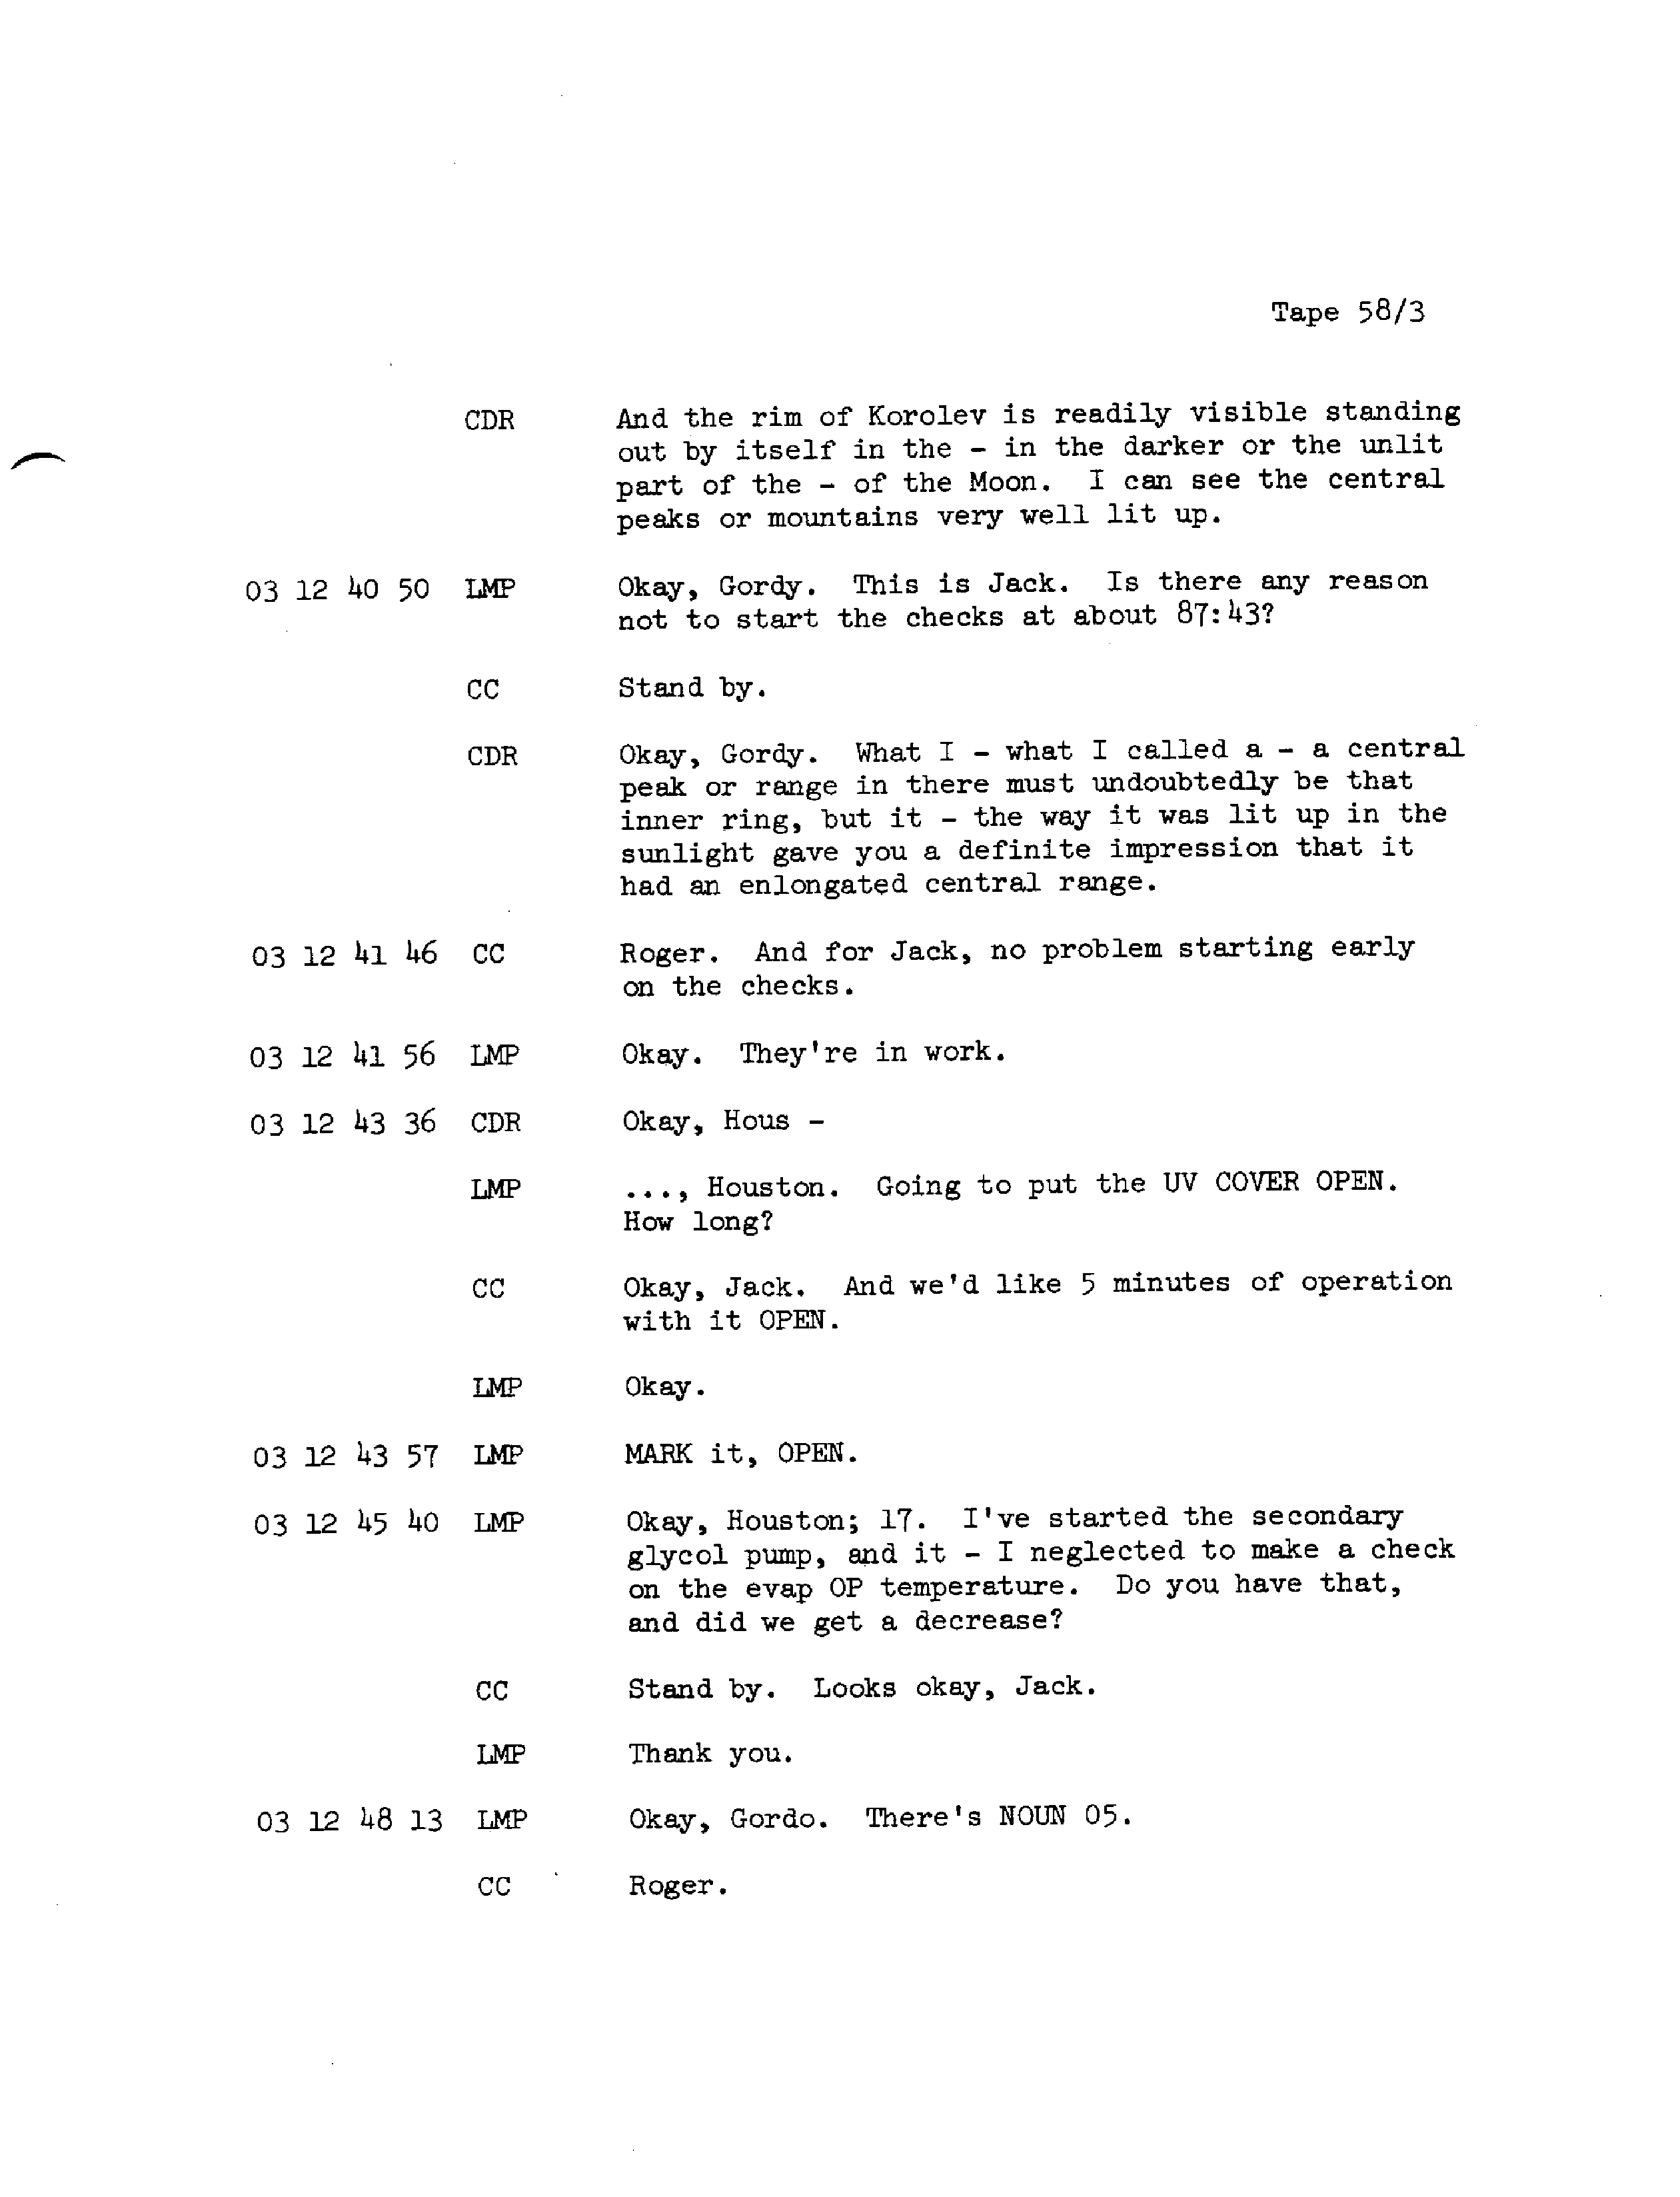 Tape 58/3
CDR And the rim of Korolev is readily visible standing
out by itself in the - in the darker or the unlit
part of the - of the Moon. I can see the central
peaks or mountains very well lit up.
03 12 40 50 LMP Okay, Gordy. This is Jack. Is there any reason
not to start the checks at about 87:43?
CC Stand by.
CDR Okay, Gordy. What I - what I called a - a central
peak or range in there must undoubtedly be that
inner ring, but it - the way it was lit up in the
sunlight gave you a definite impression that it
had an enlongated central range.
03 12 41 46 CC Roger. And for Jack, no problem starting early
on the checks.
03 12 41 56 LMP Okay. They're in work.
03 12 43 36 CDR Okay, Hous -
LMP ..., Houston. Going to put the UV COVER OPEN.
How long?
CC Okay, Jack. And we'd like 5 minutes of operation
with it OPEN.
LMP Okay.
03 12 43 57 LMP MARK it, OPEN.
03 12 45 40 LMP Okay, Houston; 17. I've started the secondary
glycol pump, and it - I neglected to make a check
on the evap OP temperature. Do you have that,
and did we get a decrease?
CC Stand by. Looks okay, Jack.
LMP Thank you.
03 12 48 13 LMP Okay, Gordo. There's NOUN 05.
CC Roger.